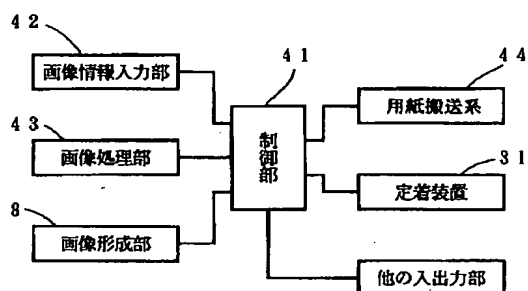 ４２
画像情報入力部
４３
画像処理部
８
画像形成部
４１
制御部
４４
用紙搬送系
３１
定着装置
他の入出力部